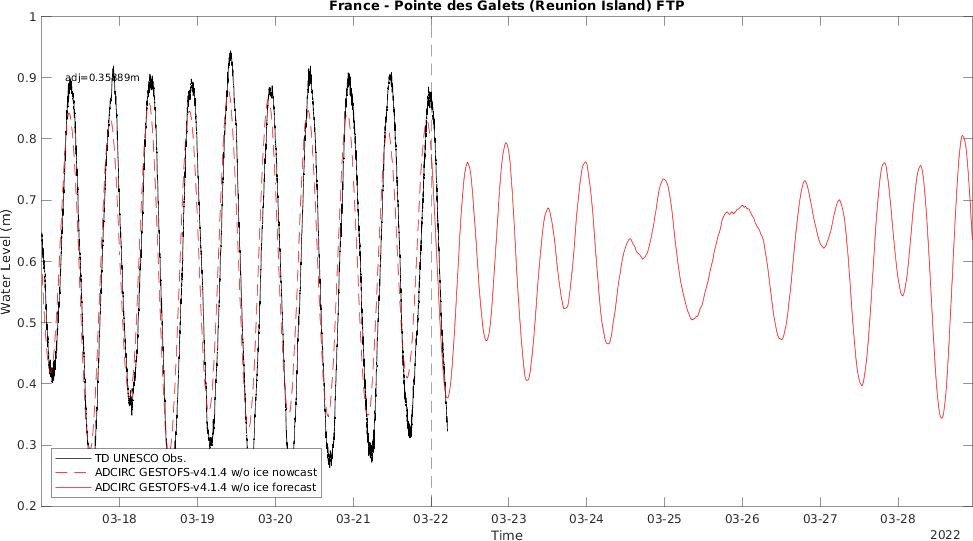 France - Pointe des Galets (Reunion Island) FTP
1
0.9
0.8
0.7
0.6
0.5
0.4
0.3
0.2
Water Level (m)
adj=0.35889m
TD UNESCO Obs.
ADCIRC GESTOFS-v4.1.4 w/o ice nowcast
ADCIRC GESTOFS-v4.1.4 w/o ice forecast
03-18 03-19 03-20 03-21 03-22 03-23 03-24 03-25 03-26 03-27 03-28
Time
2022